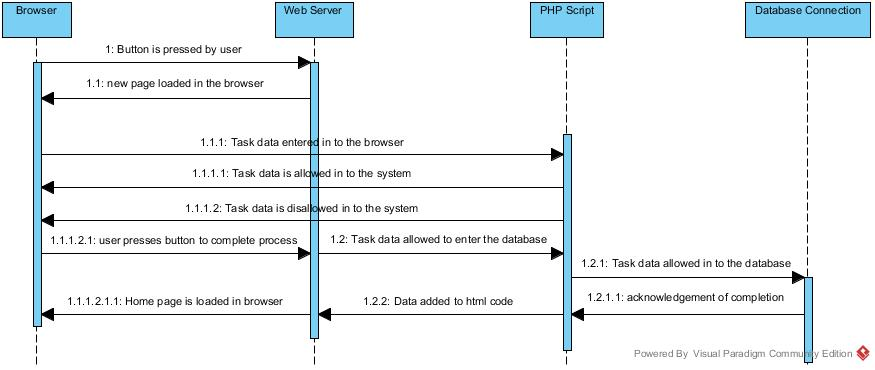 Browser
Web Server
PHP Script
Database Connection
1: Button is pressed by user
1.1: new page loaded in the browser
1.1.1: Task data entered in to the browser
1.1.1.1: Task data is allowed in to the system
1.1.1.2: Task data is disallowed in to the system
1.1.1.2.1: user presses button to complete process
1.2: Task data allowed to enter the database
1.2.1: Task data allowed in to the database
1.1.1.2.1.1: Home page is loaded in browser
1.2.2: Data added to html code
1.2.1.1: acknowledgement of completion
Powered By Visual Paradigm Community Edition